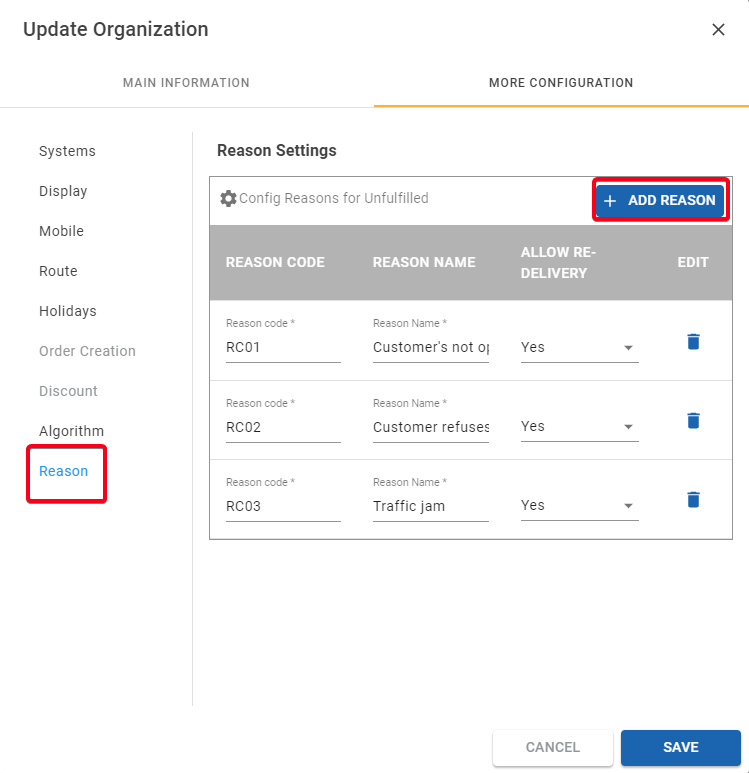 Update Organization
MAIN INFORMATION
MORE CONFIGURATION
Systems
Display
Mobile
Route
Holidays
Order Creation
Discount
Algorithm
Reason
Reason Settings
Config Reasons for Unfulfilled
+ ADD REASON
REASON CODE
REASON NAME
ALLOW RE-
DELIVERY
EDIT
Reason code *
RC01
Reason Name *
Customer's not op
Yes
Reason code *
RC02
Reason Name *
Customer refuses
Yes
Reason code *
RC03
Reason Name *
Traffic jam
Yes
CANCEL
SAVE